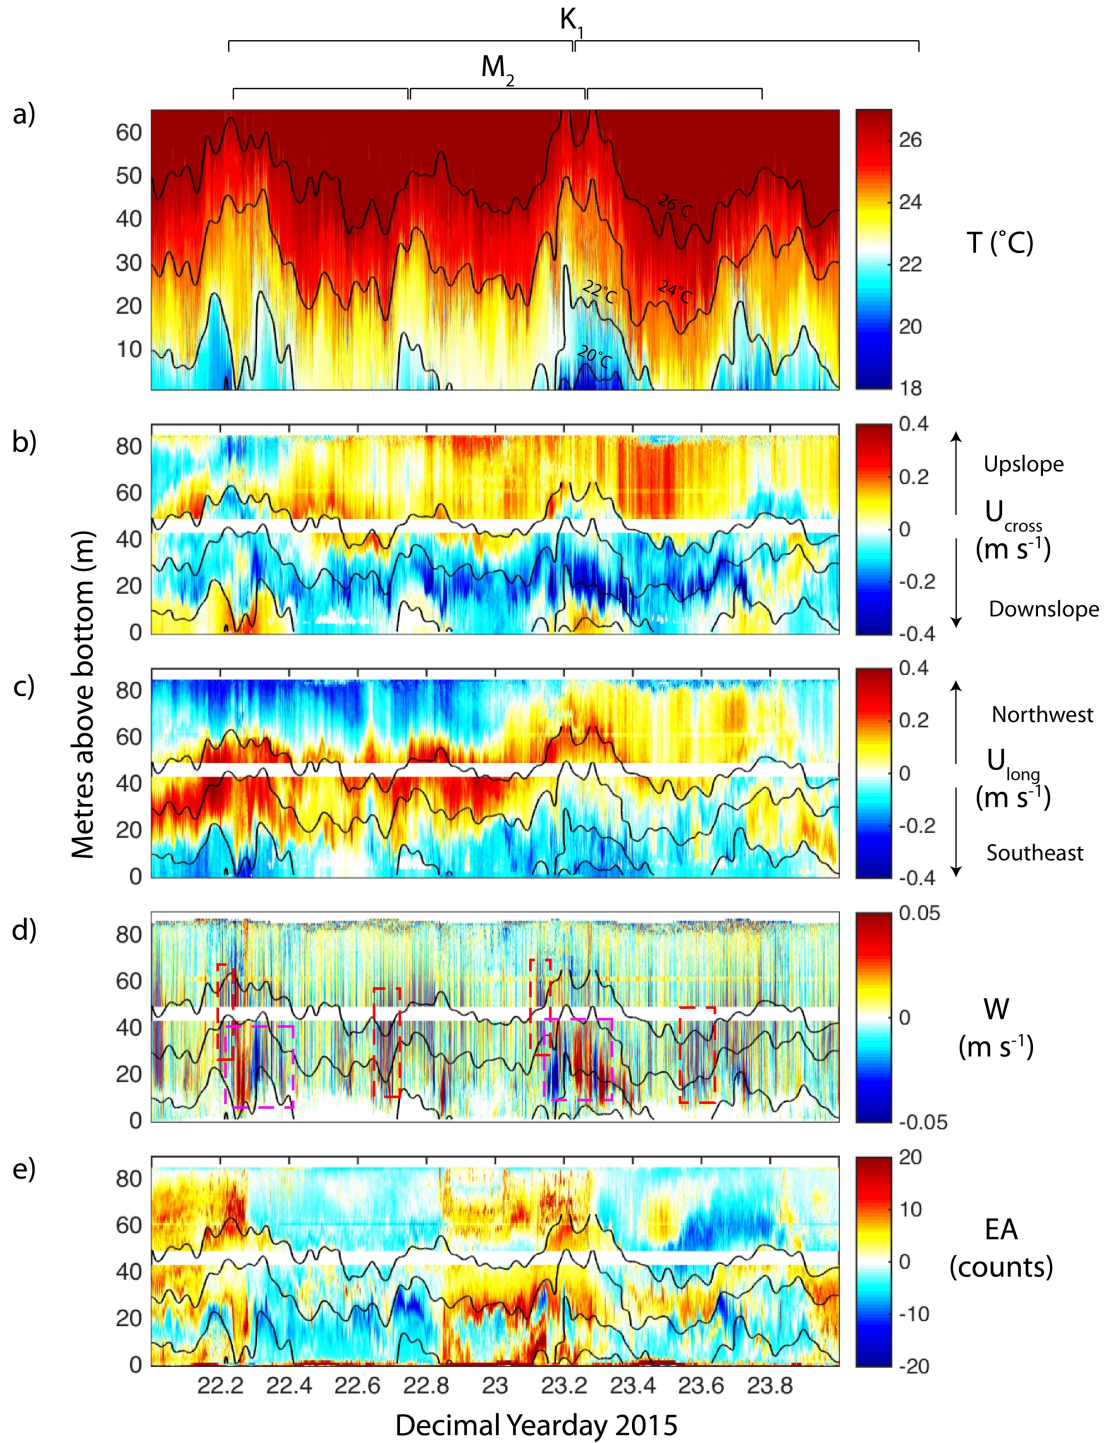 K1
M2
a)
60
50
40
30
20
10
26°C
24°C
22°C
20°C
26
24
22
20
18
T (˚C)
b)
80
60
40
20
0
0.4
0.2
0
-0.2
-0.4
Upslope
Ucross
(m s-1)
Downslope
Metres above bottom (m)
c)
80
60
40
20
0
0.4
0.2
0
-0.2
-0.4
Northwest
Ulong
(m s-1)
Southeast
d)
80
60
40
20
0
0.05
0
-0.05
W
(m s-1)
e)
80
60
40
20
0
20
10
0
-10
-20
EA
(counts)
22.2 22.4 22.6 22.8 23 23.2 23.4 23.6 23.8
Decimal Yearday 2015